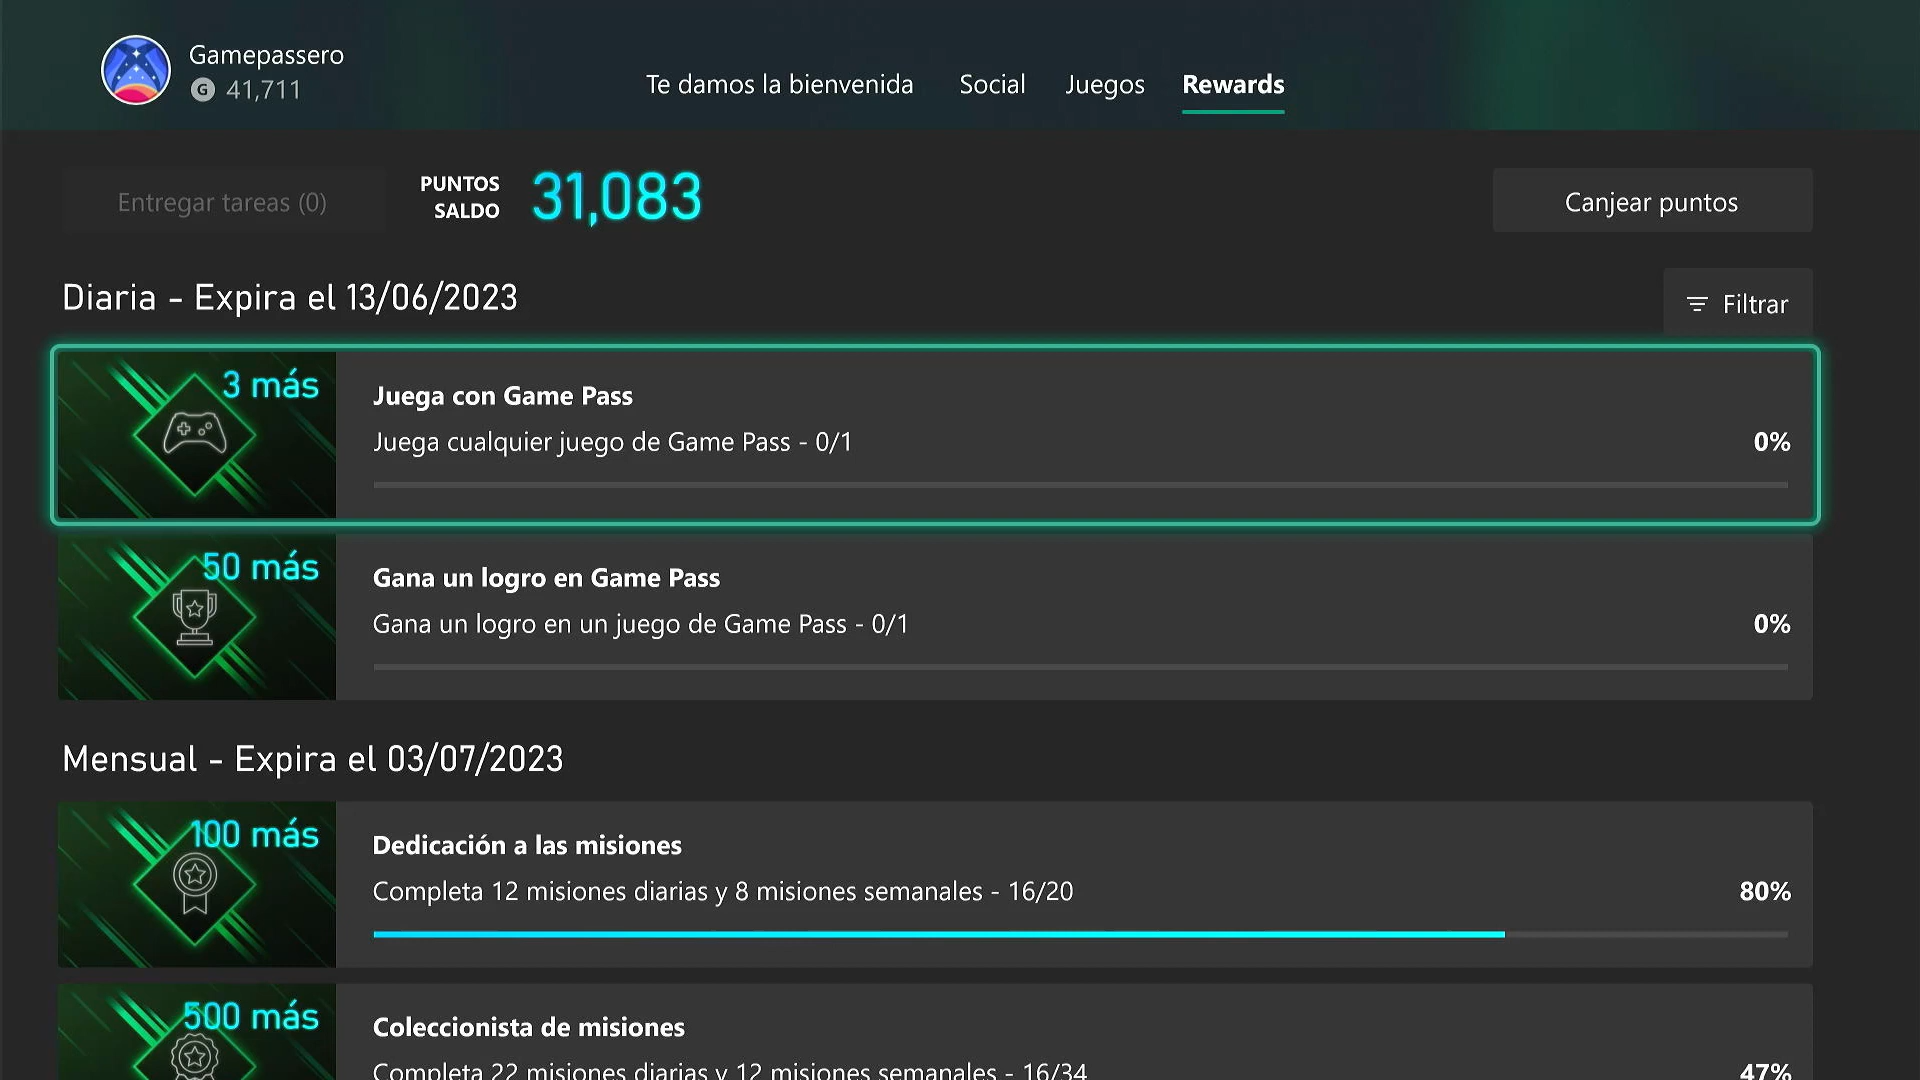 Gamepassero
G 41,711
Te damos la bienvenida Social Juegos Rewards
Entregar tareas (0)
PUNTOS
SALDO
31,083
Canjear puntos
Diaria - Expira el 13/06/2023
Filtrar
3 más
Juega con Game Pass
Juega cualquier juego de Game Pass - 0/1
0%
50 más
Gana un logro en Game Pass
Gana un logro en un juego de Game Pass - 0/1
0%
Mensual - Expira el 03/07/2023
100 más
Dedicación a las misiones
Completa 12 misiones diarias y 8 misiones semanales - 16/20
80%
500 más
Coleccionista de misiones
Completa 22 misiones diarias y 12 misiones semanales - 16/34
47%